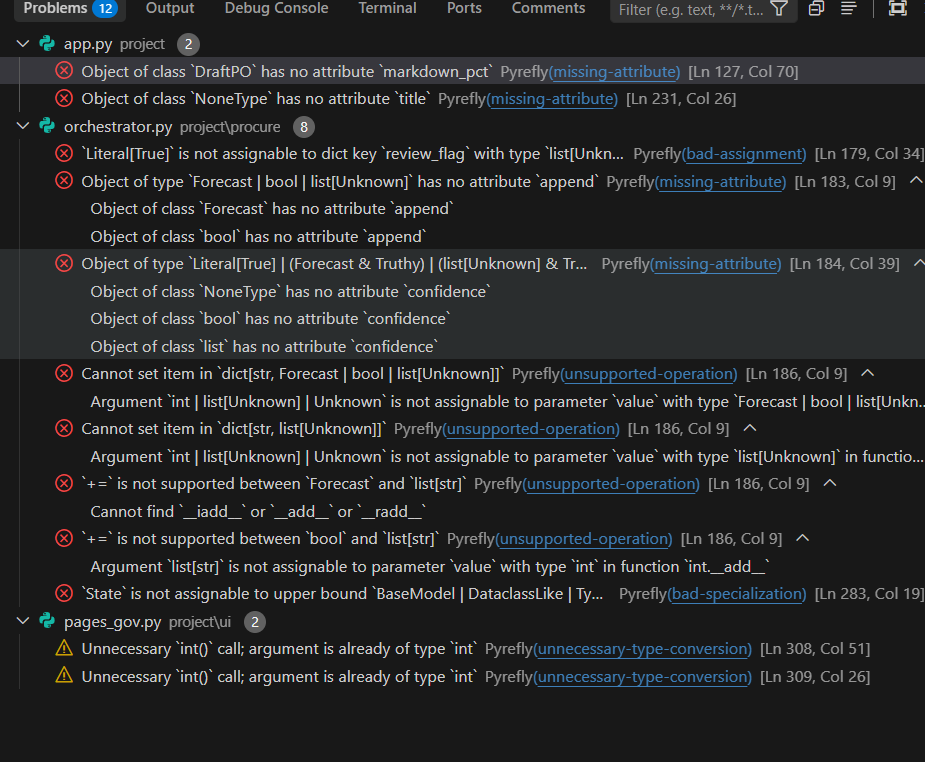 Problems 12 Output Debug Console Terminal Ports Comments Filter (e.g. text, **/*.t...
app.py project 2
Object of class `DraftPO` has no attribute `markdown_pct` Pyrefly(missing-attribute) [Ln 127, Col 70]
Object of class `NoneType` has no attribute `title` Pyrefly(missing-attribute) [Ln 231, Col 26]
orchestrator.py project\procure 8
`Literal[True]` is not assignable to dict key `review_flag` with type `list[Unkn... Pyrefly(bad-assignment) [Ln 179, Col 34]
Object of type `Forecast | bool | list[Unknown]` has no attribute `append` Pyrefly(missing-attribute) [Ln 183, Col 9]
Object of class `Forecast` has no attribute `append`
Object of class `bool` has no attribute `append`
Object of type `Literal[True] | (Forecast & Truthy) | (list[Unknown] & Tr... Pyrefly(missing-attribute) [Ln 184, Col 39]
Object of class `NoneType` has no attribute `confidence`
Object of class `bool` has no attribute `confidence`
Object of class `list` has no attribute `confidence`
Cannot set item in `dict[str, Forecast | bool | list[Unknown]]` Pyrefly(unsupported-operation) [Ln 186, Col 9]
Argument `int | list[Unknown] | Unknown` is not assignable to parameter `value` with type `Forecast | bool | list[Unkn...
Cannot set item in `dict[str, list[Unknown]]` Pyrefly(unsupported-operation) [Ln 186, Col 9]
Argument `int | list[Unknown] | Unknown` is not assignable to parameter `value` with type `list[Unknown]` in functio...
`+=` is not supported between `Forecast` and `list[str]` Pyrefly(unsupported-operation) [Ln 186, Col 9]
Cannot find `__iadd__` or `__add__` or `__radd__`
`+=` is not supported between `bool` and `list[str]` Pyrefly(unsupported-operation) [Ln 186, Col 9]
Argument `list[str]` is not assignable to parameter `value` with type `int` in function `int.__add__`
`State` is not assignable to upper bound `BaseModel | DataclassLike | Ty... Pyrefly(bad-specialization) [Ln 283, Col 19]
pages_gov.py project\ui 2
Unnecessary `int()` call; argument is already of type `int` Pyrefly(unnecessary-type-conversion) [Ln 308, Col 51]
Unnecessary `int()` call; argument is already of type `int` Pyrefly(unnecessary-type-conversion) [Ln 309, Col 26]